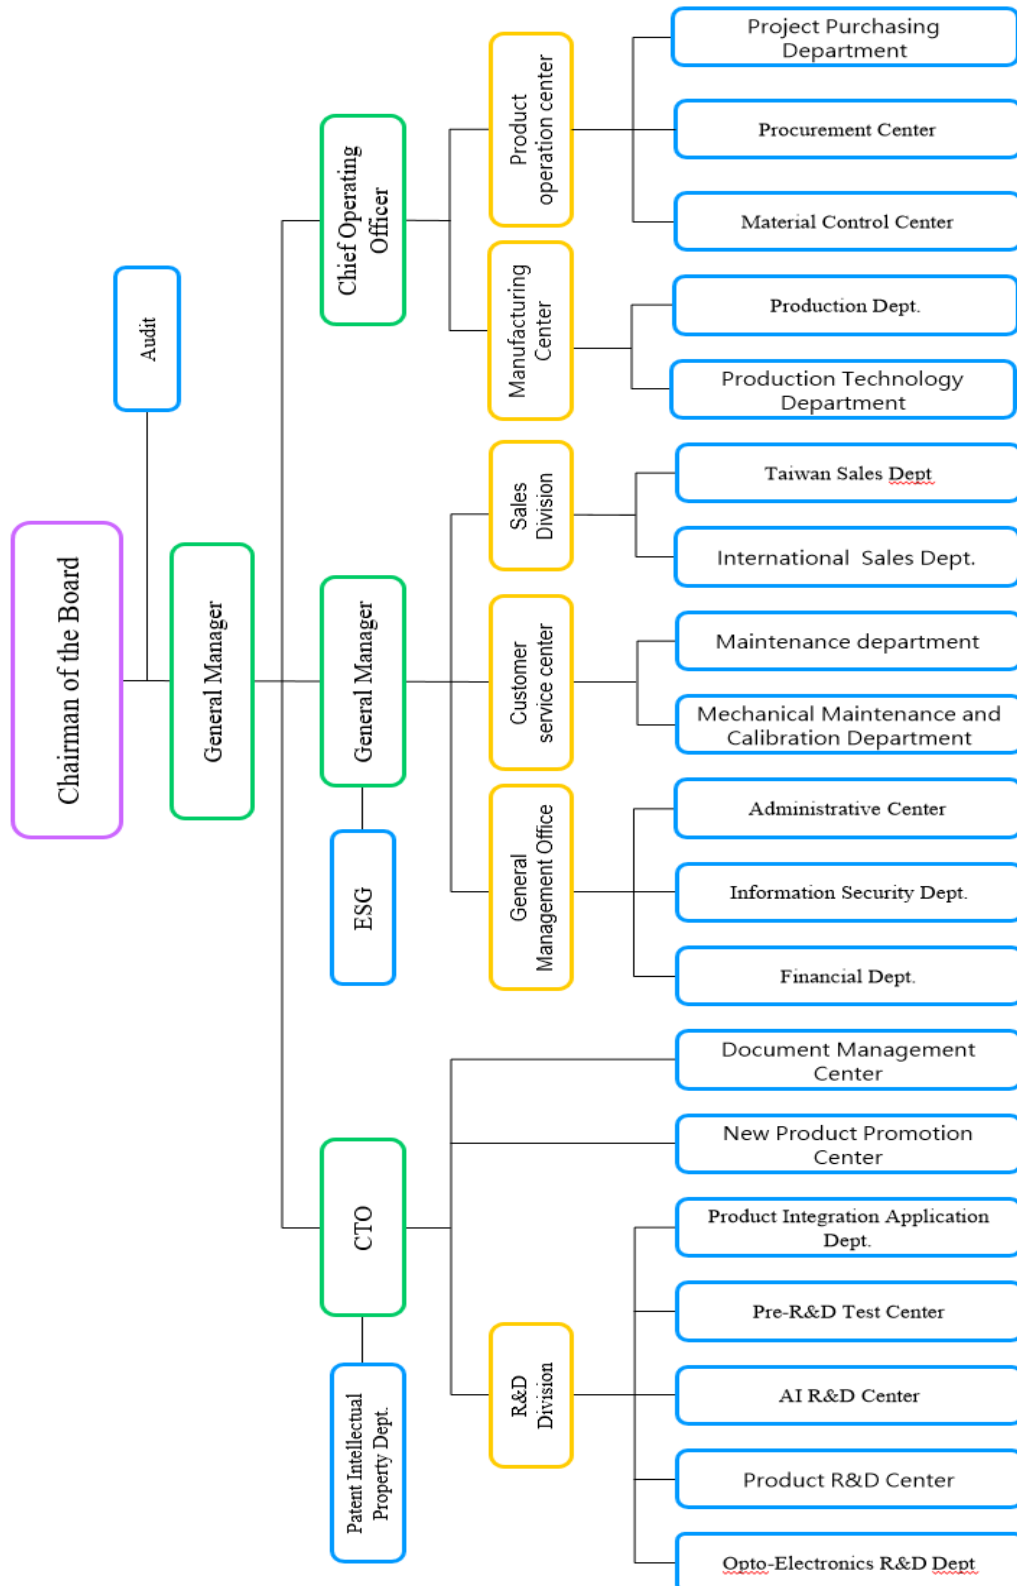 Chairman of the Board
Audit
General Manager
Chief Operating
Officer
General Manager
ESG
CTO
Patent Intellectual
Property Dept.
Product
operation center
Manufacturing
Center
Sales
Division
Customer
service center
General
Management Office
R&D
Division
Project Purchasing
Department
Procurement Center
Material Control Center
Production Dept.
Production Technology
Department
Taiwan Sales Dept
International  Sales Dept.
Maintenance department
Mechanical Maintenance and
Calibration Department
Administrative Center
Information Security Dept.
Financial Dept.
Document Management
Center
New Product Promotion
Center
Product Integration Application
Dept.
Pre-R&D Test Center
AI R&D Center
Product R&D Center
Opto-Electronics R&D Dept